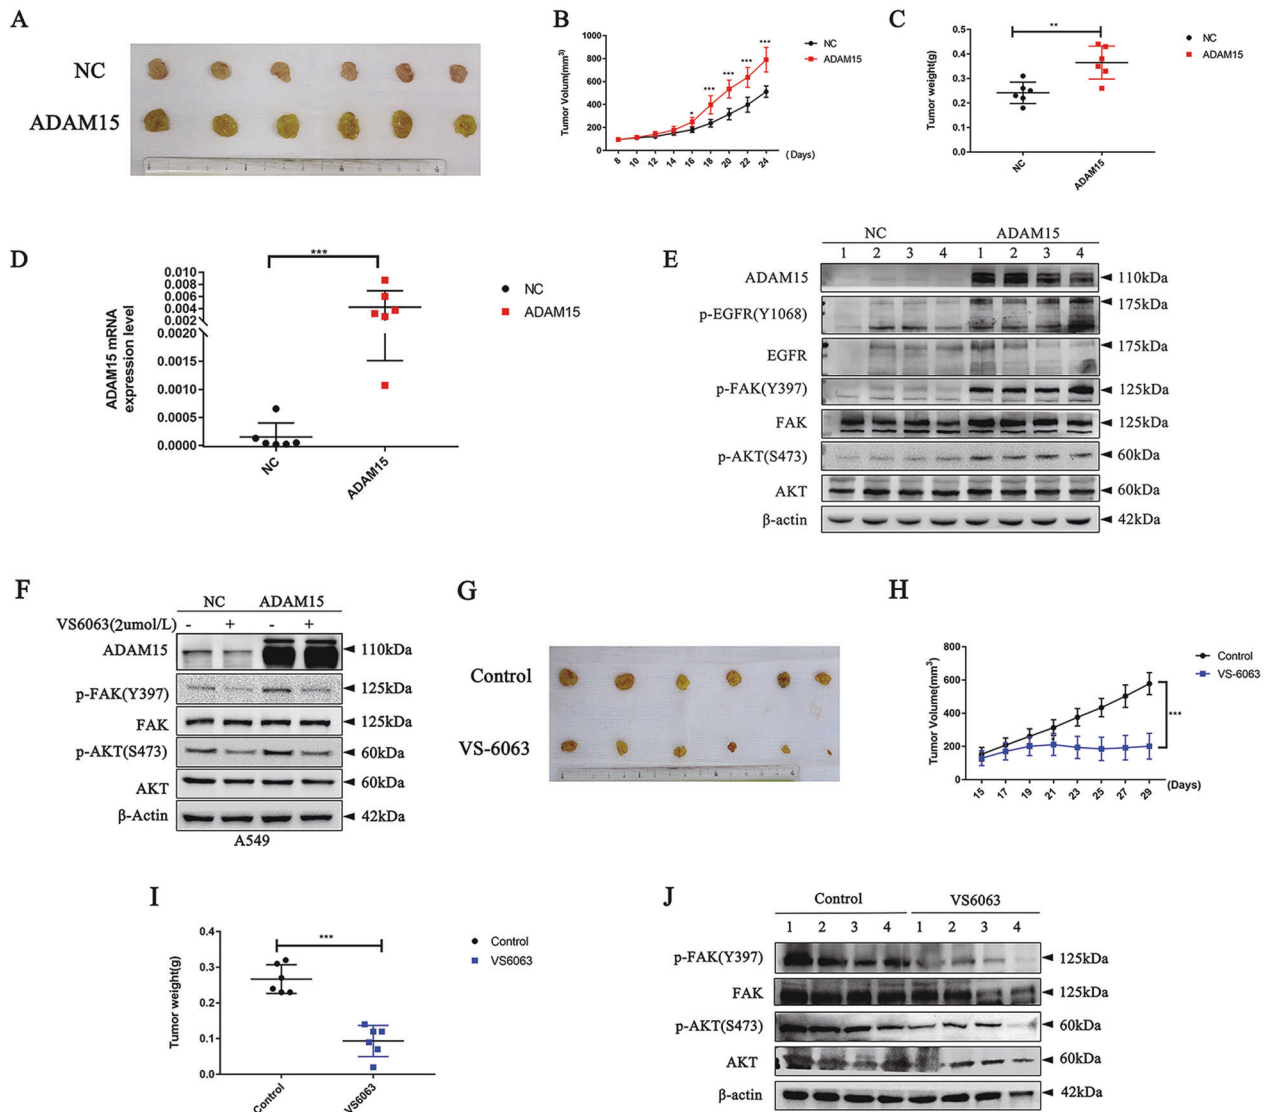 A
NC
ADAM15
B
Tumor Volum(mm³)
1000
800
600
400
200
0
8 10 12 14 16 18 20 22 24
(Days)
* *** *** *** ***
NC
ADAM15
C
Tumor weight(g)
0.5
0.4
0.3
0.2
0.1
0.0
**
NC
ADAM15
NC
ADAM15
D
ADAM15 mRNA
expression level
0.010
0.008
0.006
0.004
0.002
0.0020
0.0015
0.0010
0.0005
0.0000
***
NC
ADAM15
NC
ADAM15
E
NC ADAM15
1 2 3 4 1 2 3 4
ADAM15 110kDa
p-EGFR(Y1068) 175kDa
EGFR 175kDa
p-FAK(Y397) 125kDa
FAK 125kDa
p-AKT(S473) 60kDa
AKT 60kDa
β-actin 42kDa
F
NC ADAM15
VS6063(2umol/L) - + - +
ADAM15 110kDa
p-FAK(Y397) 125kDa
FAK 125kDa
p-AKT(S473) 60kDa
AKT 60kDa
β-Actin 42kDa
A549
G
Control
VS-6063
H
Tumor Volume(mm³)
800
600
400
200
0
15 17 19 21 23 25 27 29
(Days)
***
Control
VS-6063
I
Tumor weight(g)
0.4
0.3
0.2
0.1
0.0
***
Control
VS6063
Control
VS6063
J
Control VS6063
1 2 3 4 1 2 3 4
p-FAK(Y397) 125kDa
FAK 125kDa
p-AKT(S473) 60kDa
AKT 60kDa
β-actin 42kDa